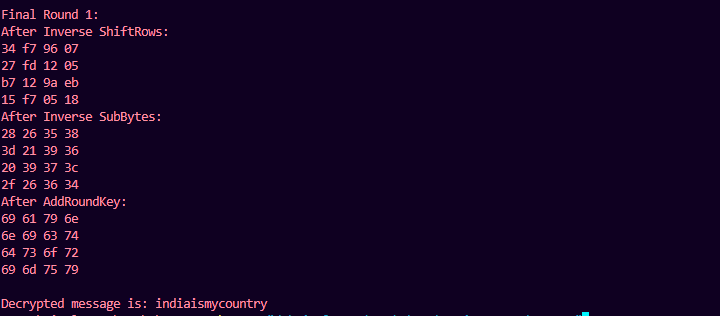 Final Round 1:
After Inverse ShiftRows:
34 f7 96 07
27 fd 12 05
b7 12 9a eb
15 f7 05 18
After Inverse SubBytes:
28 26 35 38
3d 21 39 36
20 39 37 3c
2f 26 36 34
After AddRoundKey:
69 61 79 6e
6e 69 63 74
64 73 6f 72
69 6d 75 79
Decrypted message is: indiaismycountry